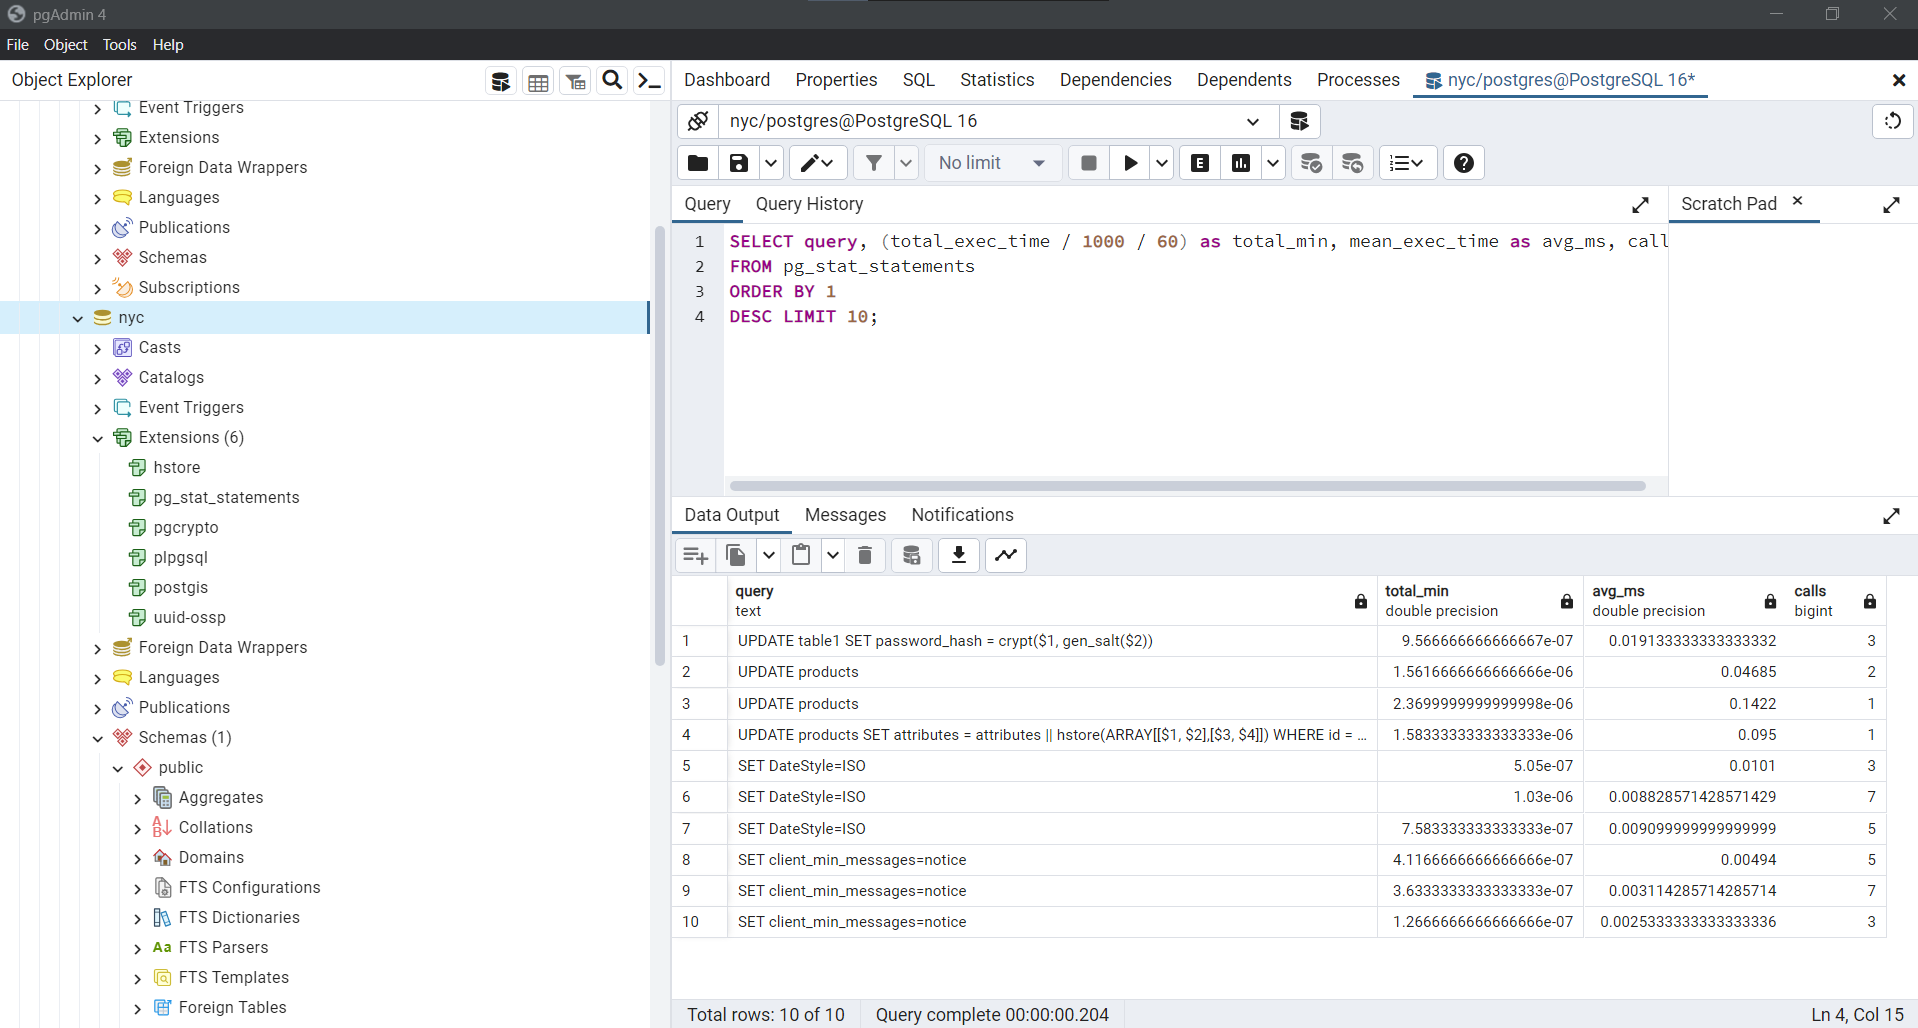 pgAdmin 4
File Object Tools Help
Object Explorer
Event Triggers
Extensions
Foreign Data Wrappers
Languages
Publications
Schemas
Subscriptions
nyc
Casts
Catalogs
Event Triggers
Extensions (6)
hstore
pg_stat_statements
pgcrypto
plpgsql
postgis
uuid-ossp
Foreign Data Wrappers
Languages
Publications
Schemas (1)
public
Aggregates
Collations
Domains
FTS Configurations
FTS Dictionaries
Aa FTS Parsers
FTS Templates
Foreign Tables
Dashboard Properties SQL Statistics Dependencies Dependents Processes nyc/postgres@PostgreSQL 16*
nyc/postgres@PostgreSQL 16
No limit E
Query Query History Scratch Pad
1 SELECT query, (total_exec_time / 1000 / 60) as total_min, mean_exec_time as avg_ms, call
2 FROM pg_stat_statements
3 ORDER BY 1
4 DESC LIMIT 10;
Data Output Messages Notifications
query total_min avg_ms calls
text double precision double precision bigint
1 UPDATE table1 SET password_hash = crypt($1, gen_salt($2)) 9.566666666666667e-07 0.019133333333333332 3
2 UPDATE products 1.5616666666666666e-06 0.04685 2
3 UPDATE products 2.3699999999999998e-06 0.1422 1
4 UPDATE products SET attributes = attributes || hstore(ARRAY[[$1, $2],[$3, $4]]) WHERE id = ... 1.5833333333333333e-06 0.095 1
5 SET DateStyle=ISO 5.05e-07 0.0101 3
6 SET DateStyle=ISO 1.03e-06 0.008828571428571429 7
7 SET DateStyle=ISO 7.583333333333333e-07 0.009099999999999999 5
8 SET client_min_messages=notice 4.1166666666666666e-07 0.00494 5
9 SET client_min_messages=notice 3.6333333333333333e-07 0.003114285714285714 7
10 SET client_min_messages=notice 1.2666666666666666e-07 0.0025333333333333336 3
Total rows: 10 of 10 Query complete 00:00:00.204 Ln 4, Col 15